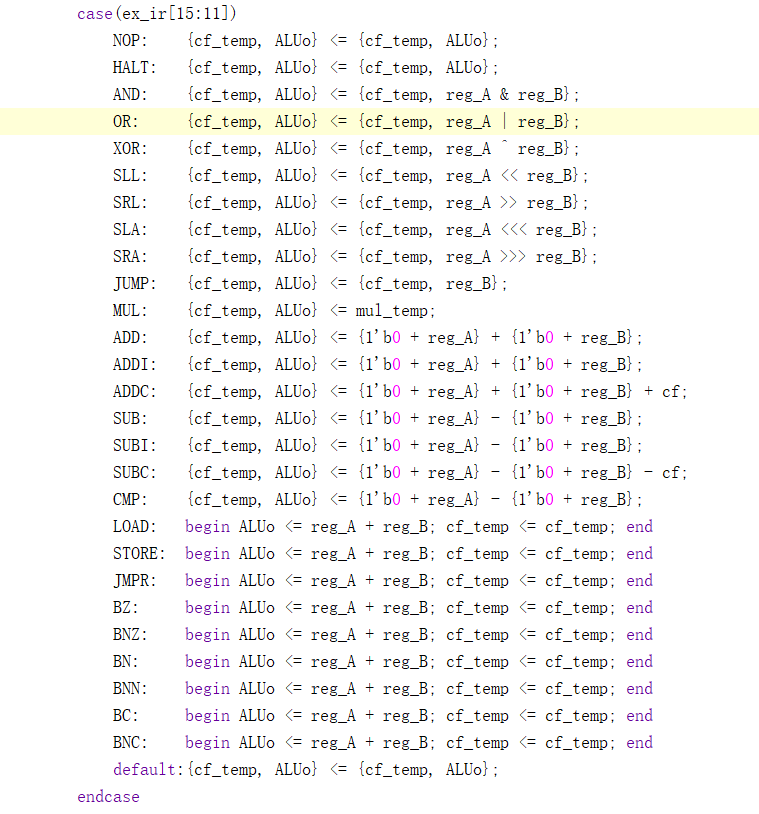 case(ex_ir[15:11])
NOP: {cf_temp, ALUo} <= {cf_temp, ALUo};
HALT: {cf_temp, ALUo} <= {cf_temp, ALUo};
AND: {cf_temp, ALUo} <= {cf_temp, reg_A & reg_B};
OR: {cf_temp, ALUo} <= {cf_temp, reg_A | reg_B};
XOR: {cf_temp, ALUo} <= {cf_temp, reg_A ^ reg_B};
SLL: {cf_temp, ALUo} <= {cf_temp, reg_A << reg_B};
SRL: {cf_temp, ALUo} <= {cf_temp, reg_A >> reg_B};
SLA: {cf_temp, ALUo} <= {cf_temp, reg_A <<< reg_B};
SRA: {cf_temp, ALUo} <= {cf_temp, reg_A >>> reg_B};
JUMP: {cf_temp, ALUo} <= {cf_temp, reg_B};
MUL: {cf_temp, ALUo} <= mul_temp;
ADD: {cf_temp, ALUo} <= {1'b0 + reg_A} + {1'b0 + reg_B};
ADDI: {cf_temp, ALUo} <= {1'b0 + reg_A} + {1'b0 + reg_B};
ADDC: {cf_temp, ALUo} <= {1'b0 + reg_A} + {1'b0 + reg_B} + cf;
SUB: {cf_temp, ALUo} <= {1'b0 + reg_A} - {1'b0 + reg_B};
SUBI: {cf_temp, ALUo} <= {1'b0 + reg_A} - {1'b0 + reg_B};
SUBC: {cf_temp, ALUo} <= {1'b0 + reg_A} - {1'b0 + reg_B} - cf;
CMP: {cf_temp, ALUo} <= {1'b0 + reg_A} - {1'b0 + reg_B};
LOAD: begin ALUo <= reg_A + reg_B; cf_temp <= cf_temp; end
STORE: begin ALUo <= reg_A + reg_B; cf_temp <= cf_temp; end
JMPR: begin ALUo <= reg_A + reg_B; cf_temp <= cf_temp; end
BZ: begin ALUo <= reg_A + reg_B; cf_temp <= cf_temp; end
BNZ: begin ALUo <= reg_A + reg_B; cf_temp <= cf_temp; end
BN: begin ALUo <= reg_A + reg_B; cf_temp <= cf_temp; end
BNN: begin ALUo <= reg_A + reg_B; cf_temp <= cf_temp; end
BC: begin ALUo <= reg_A + reg_B; cf_temp <= cf_temp; end
BNC: begin ALUo <= reg_A + reg_B; cf_temp <= cf_temp; end
default:{cf_temp, ALUo} <= {cf_temp, ALUo};
endcase